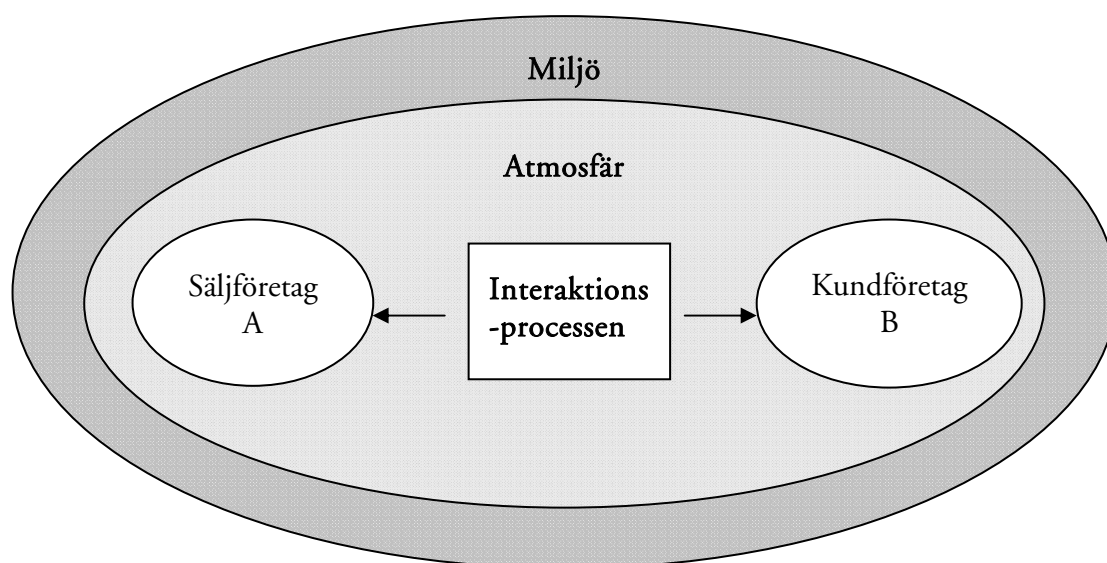 Miljö
Atmosfär
Säljföretag
A
Interaktions
-processen
Kundföretag
B